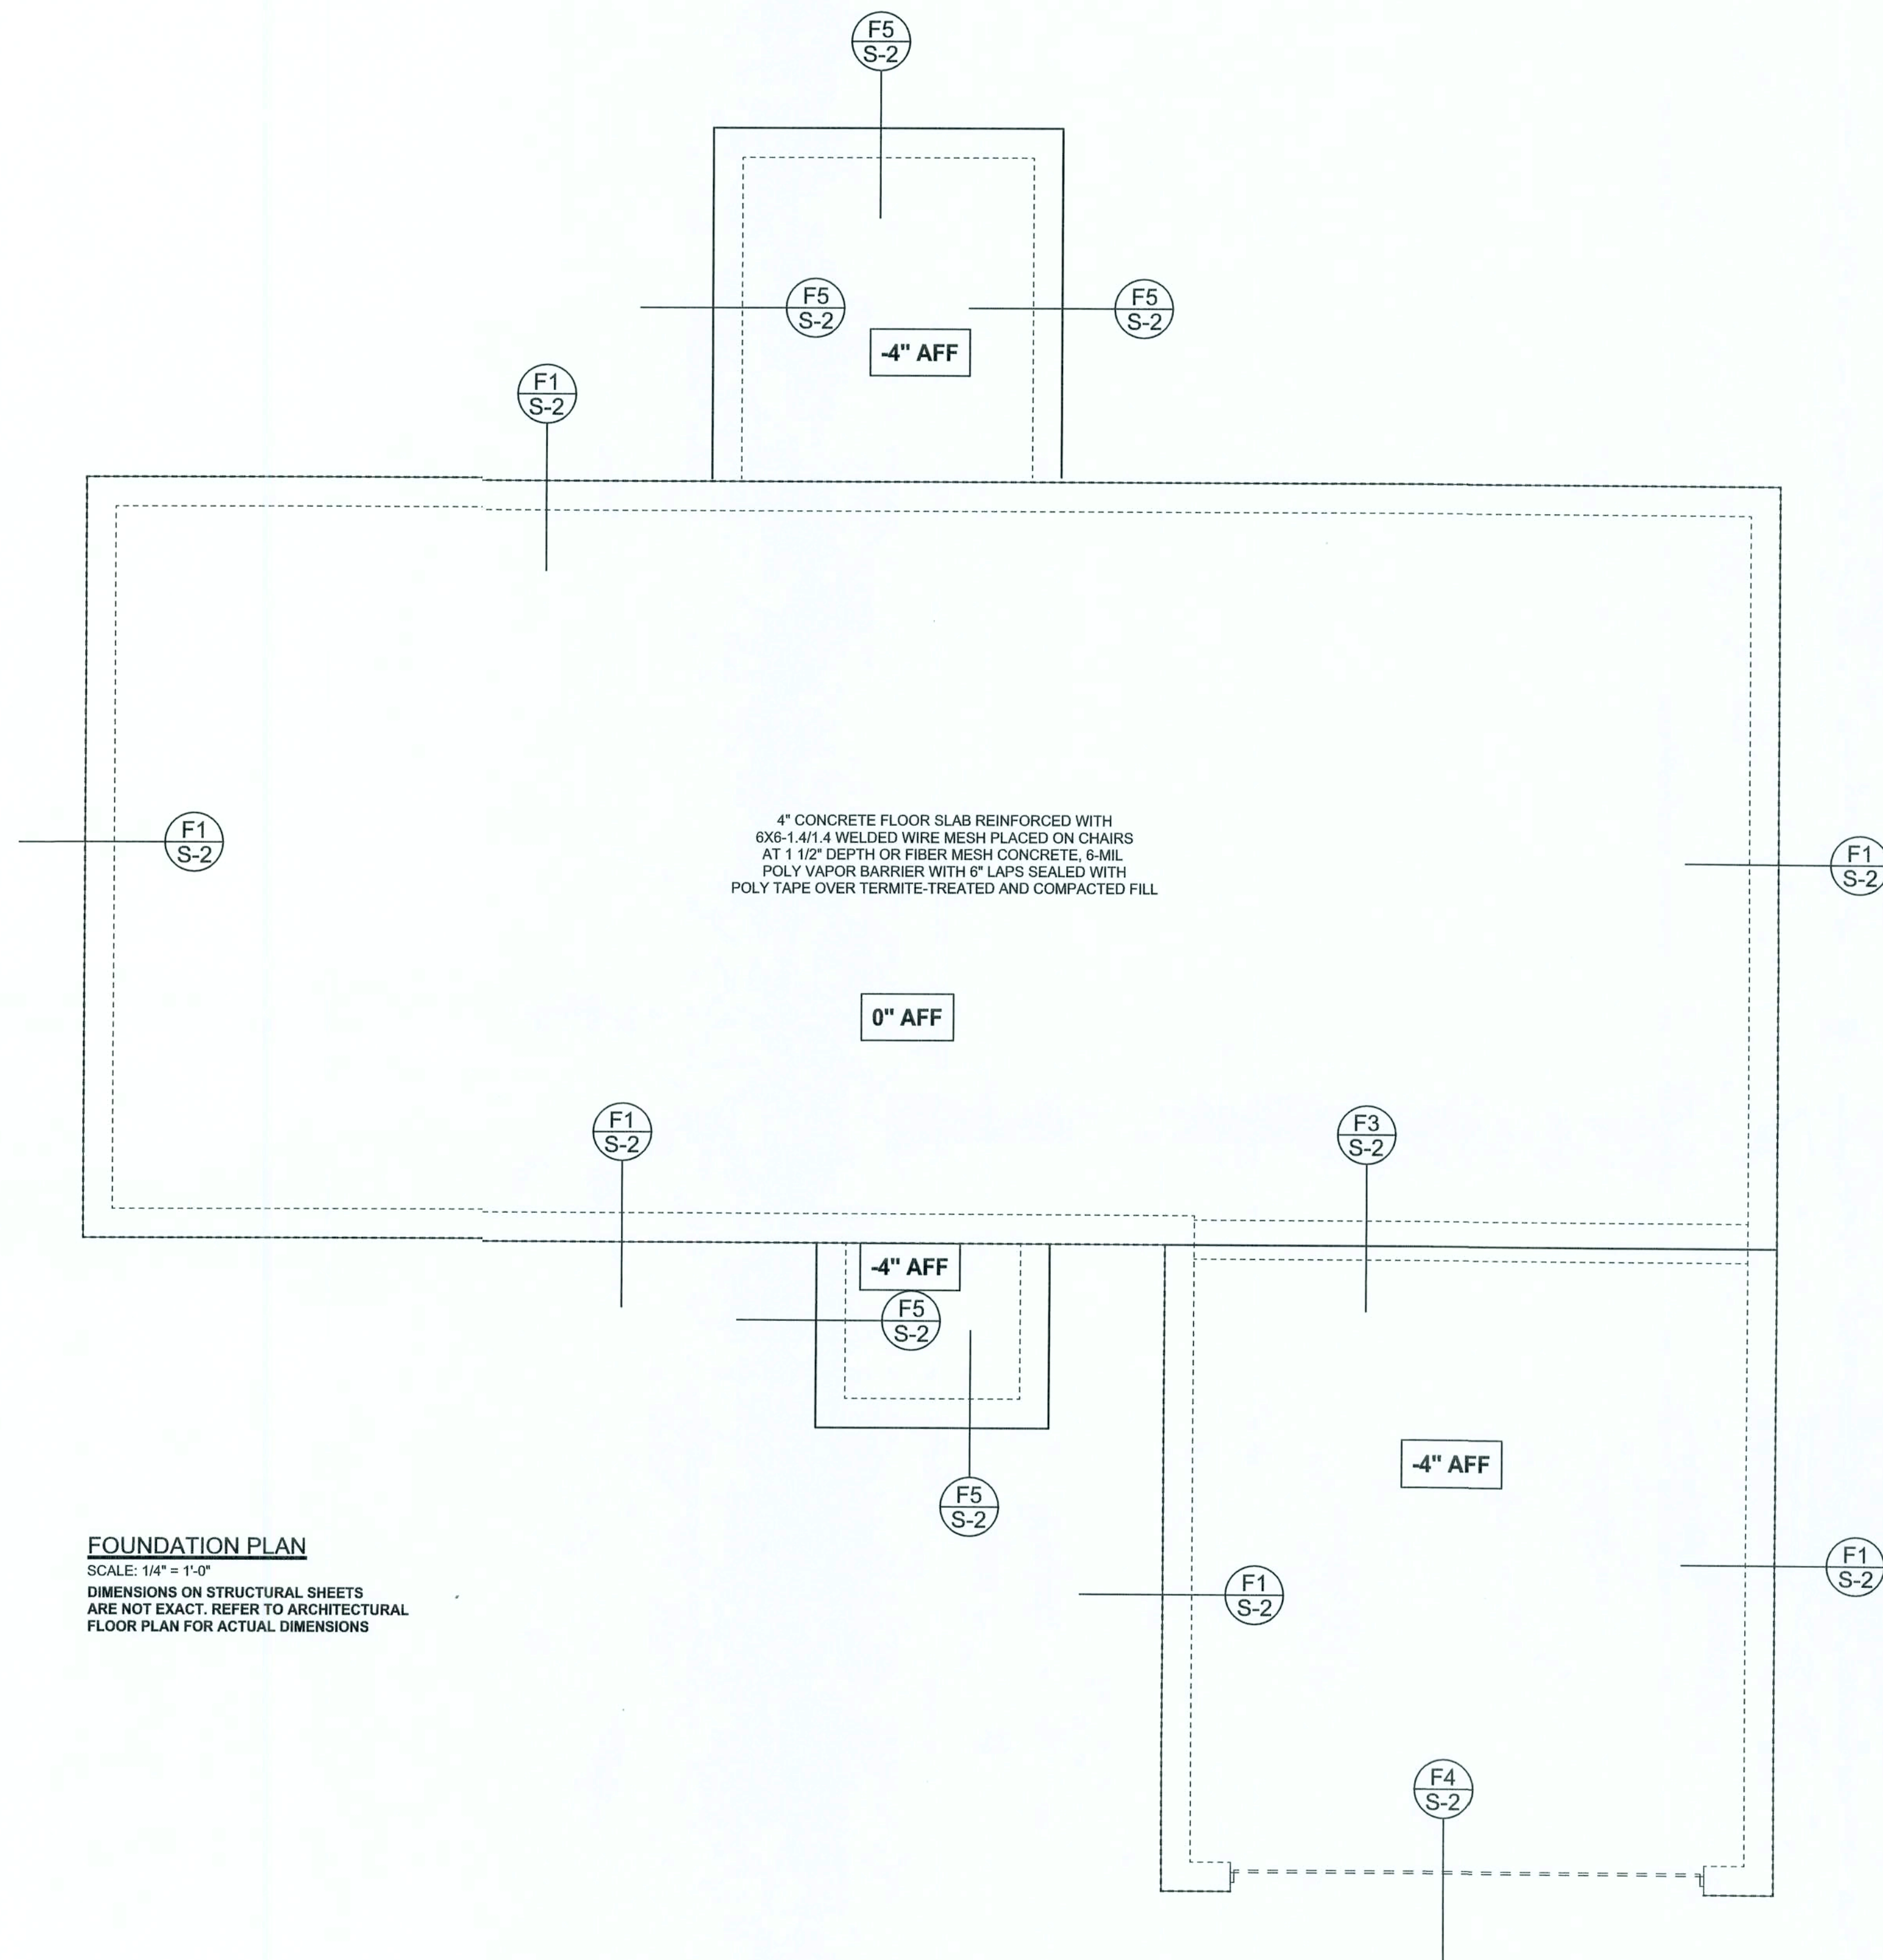 F5
S-2
F5
S-2
F5
S-2
-4" AFF
F1
S-2
4" CONCRETE FLOOR SLAB REINFORCED WITH
6X6-1.4/1.4 WELDED WIRE MESH PLACED ON CHAIRS
AT 1 1/2" DEPTH OR FIBER MESH CONCRETE, 6-MIL
POLY VAPOR BARRIER WITH 6" LAPS SEALED WITH
POLY TAPE OVER TERMITE-TREATED AND COMPACTED FILL
F1
S-2
F1
S-2
0" AFF
F1
S-2
F3
S-2
-4" AFF
F5
S-2
-4" AFF
F5
S-2
FOUNDATION PLAN
SCALE: 1/4" = 1'-0"
DIMENSIONS ON STRUCTURAL SHEETS
ARE NOT EXACT. REFER TO ARCHITECTURAL
FLOOR PLAN FOR ACTUAL DIMENSIONS
F1
S-2
F1
S-2
F4
S-2